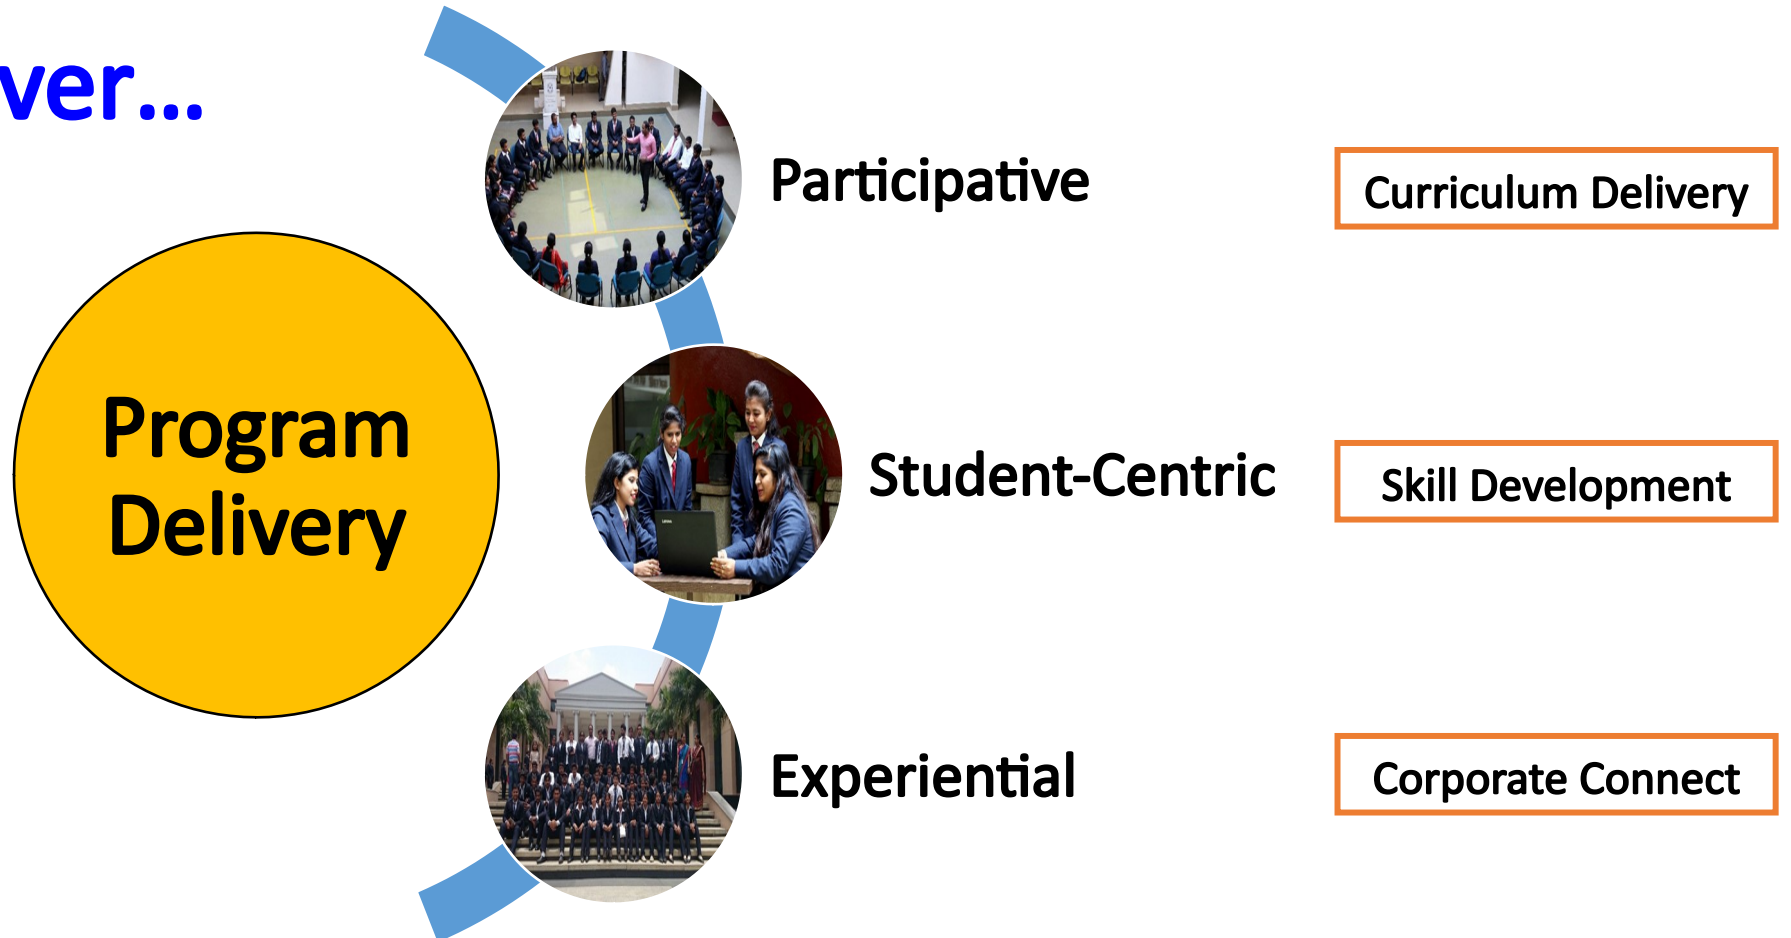 ver...
Program
Delivery
Participative
Curriculum Delivery
Student-Centric
Skill Development
Experiential
Corporate Connect